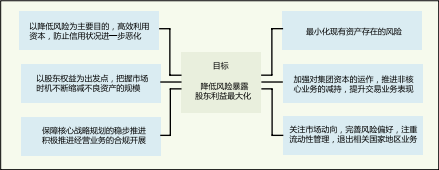 以降低风险为主要目的，高效利用
资本，防止信用状况进一步恶化
以股东权益为出发点，把握市场
时机不断缩减不良资产的规模
保障核心战略规划的稳步推进
积极推进经营业务的合规开展
目标
降低风险暴露
股东利益最大化
最小化现有资产存在的风险
加强对集团资本的运作，推进非核
心业务的减持，提升交易业务表现
关注市场动向，完善风险偏好，注重
流动性管理，退出相关国家地区业务